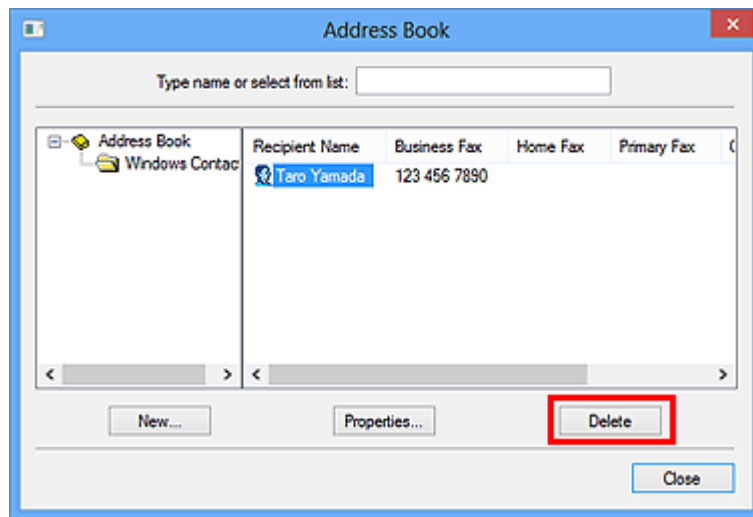 Address Book
Type name or select from list:
Address Book
Windows Contac
Recipient Name Business Fax Home Fax Primary Fax
Taro Yamada 123 456 7890
New... Properties... Delete
Close